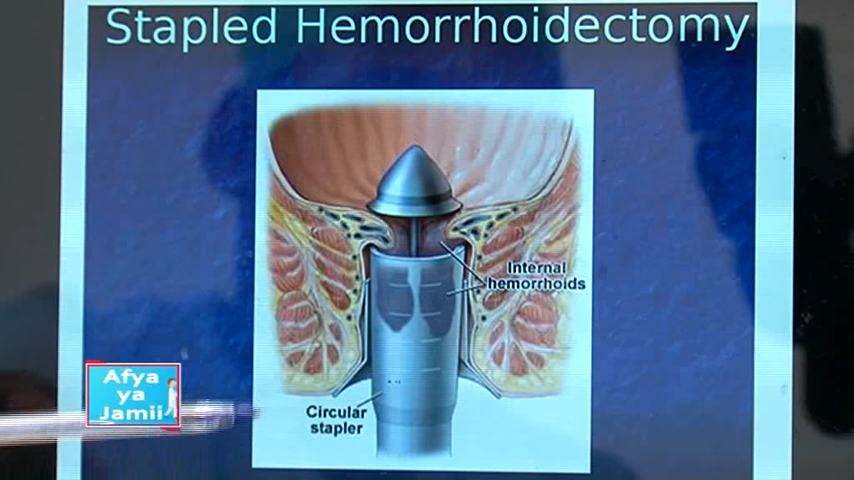 Stapled Hemorrhoidectomy
Internal
hemorrhoids
Circular
stapler
Afya
ya
Jamii